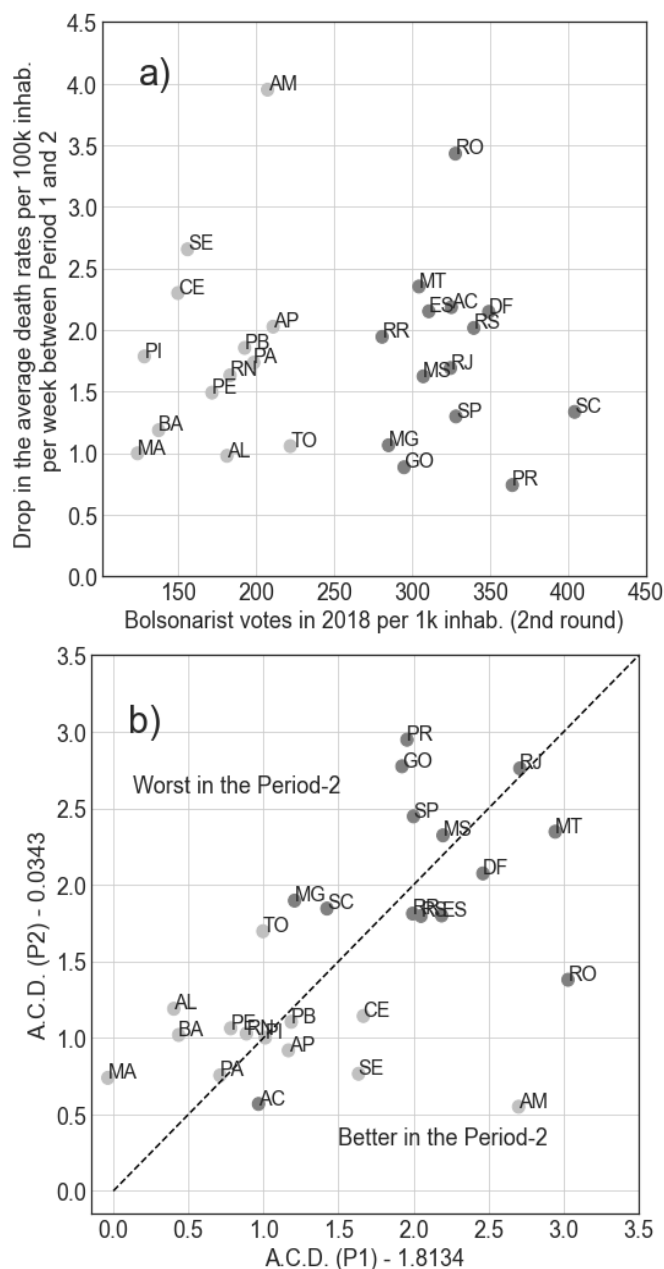 4.5
a)
AM
4.0
RO
3.5
3.0
SE
2.5
CE
MT
AC
ES
DF
AP
RS
2.0
RR
PB
PI
PA
RN
RJ
MS
PE
1.5
SC
SP
BA
MA
TO
MG
AL
1.0
GO
PR
0.5
0.0
150 200 250 300 350 400 450
Drop in the average death rates per 100k inhab.
per week between Period 1 and 2
Bolsonarist votes in 2018 per 1k inhab. (2nd round)
3.5
b)
3.0
PR
RJ
GO
Worst in the Period-2
2.5
SP
MS
MT
DF
2.0
MG
SC
RR
RS
ES
TO
1.5
RO
AL
CE
PE
PB
BA
RN
PI
1.0
AP
MA
PA
SE
AC
AM
0.5
Better in the Period-2
0.0
0.0 0.5 1.0 1.5 2.0 2.5 3.0 3.5
A.C.D. (P2) - 0.0343
A.C.D. (P1) - 1.8134